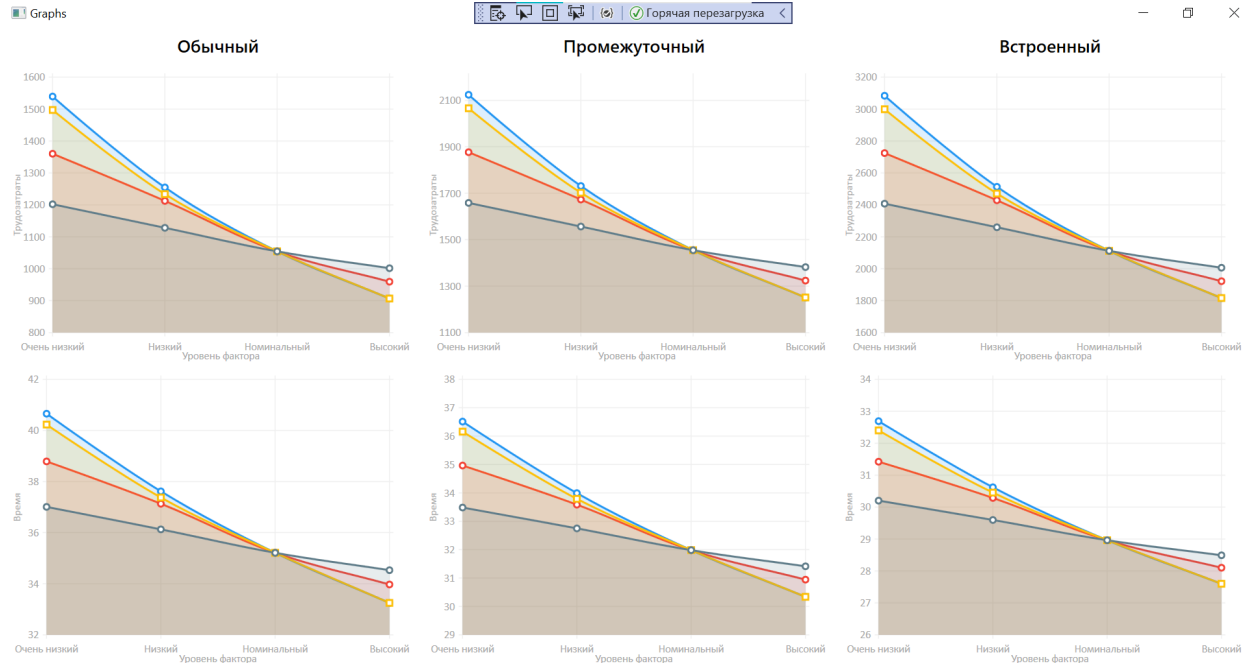 Graphs
Горячая перезагрузка
Обычный
Промежуточный
Встроенный
1600
1500
1400
1300
1200
1100
1000
900
800
Трудозатраты
Очень низкий Низкий Номинальный Высокий
Уровень фактора
2100
1900
1700
1500
1300
1100
Трудозатраты
Очень низкий Низкий Номинальный Высокий
Уровень фактора
3200
3000
2800
2600
2400
2200
2000
1800
1600
Трудозатраты
Очень низкий Низкий Номинальный Высокий
Уровень фактора
42
40
38
36
34
32
Время
Очень низкий Низкий Номинальный Высокий
Уровень фактора
38
37
36
35
34
33
32
31
30
29
Время
Очень низкий Низкий Номинальный Высокий
Уровень фактора
34
33
32
31
30
29
28
27
26
Время
Очень низкий Низкий Номинальный Высокий
Уровень фактора